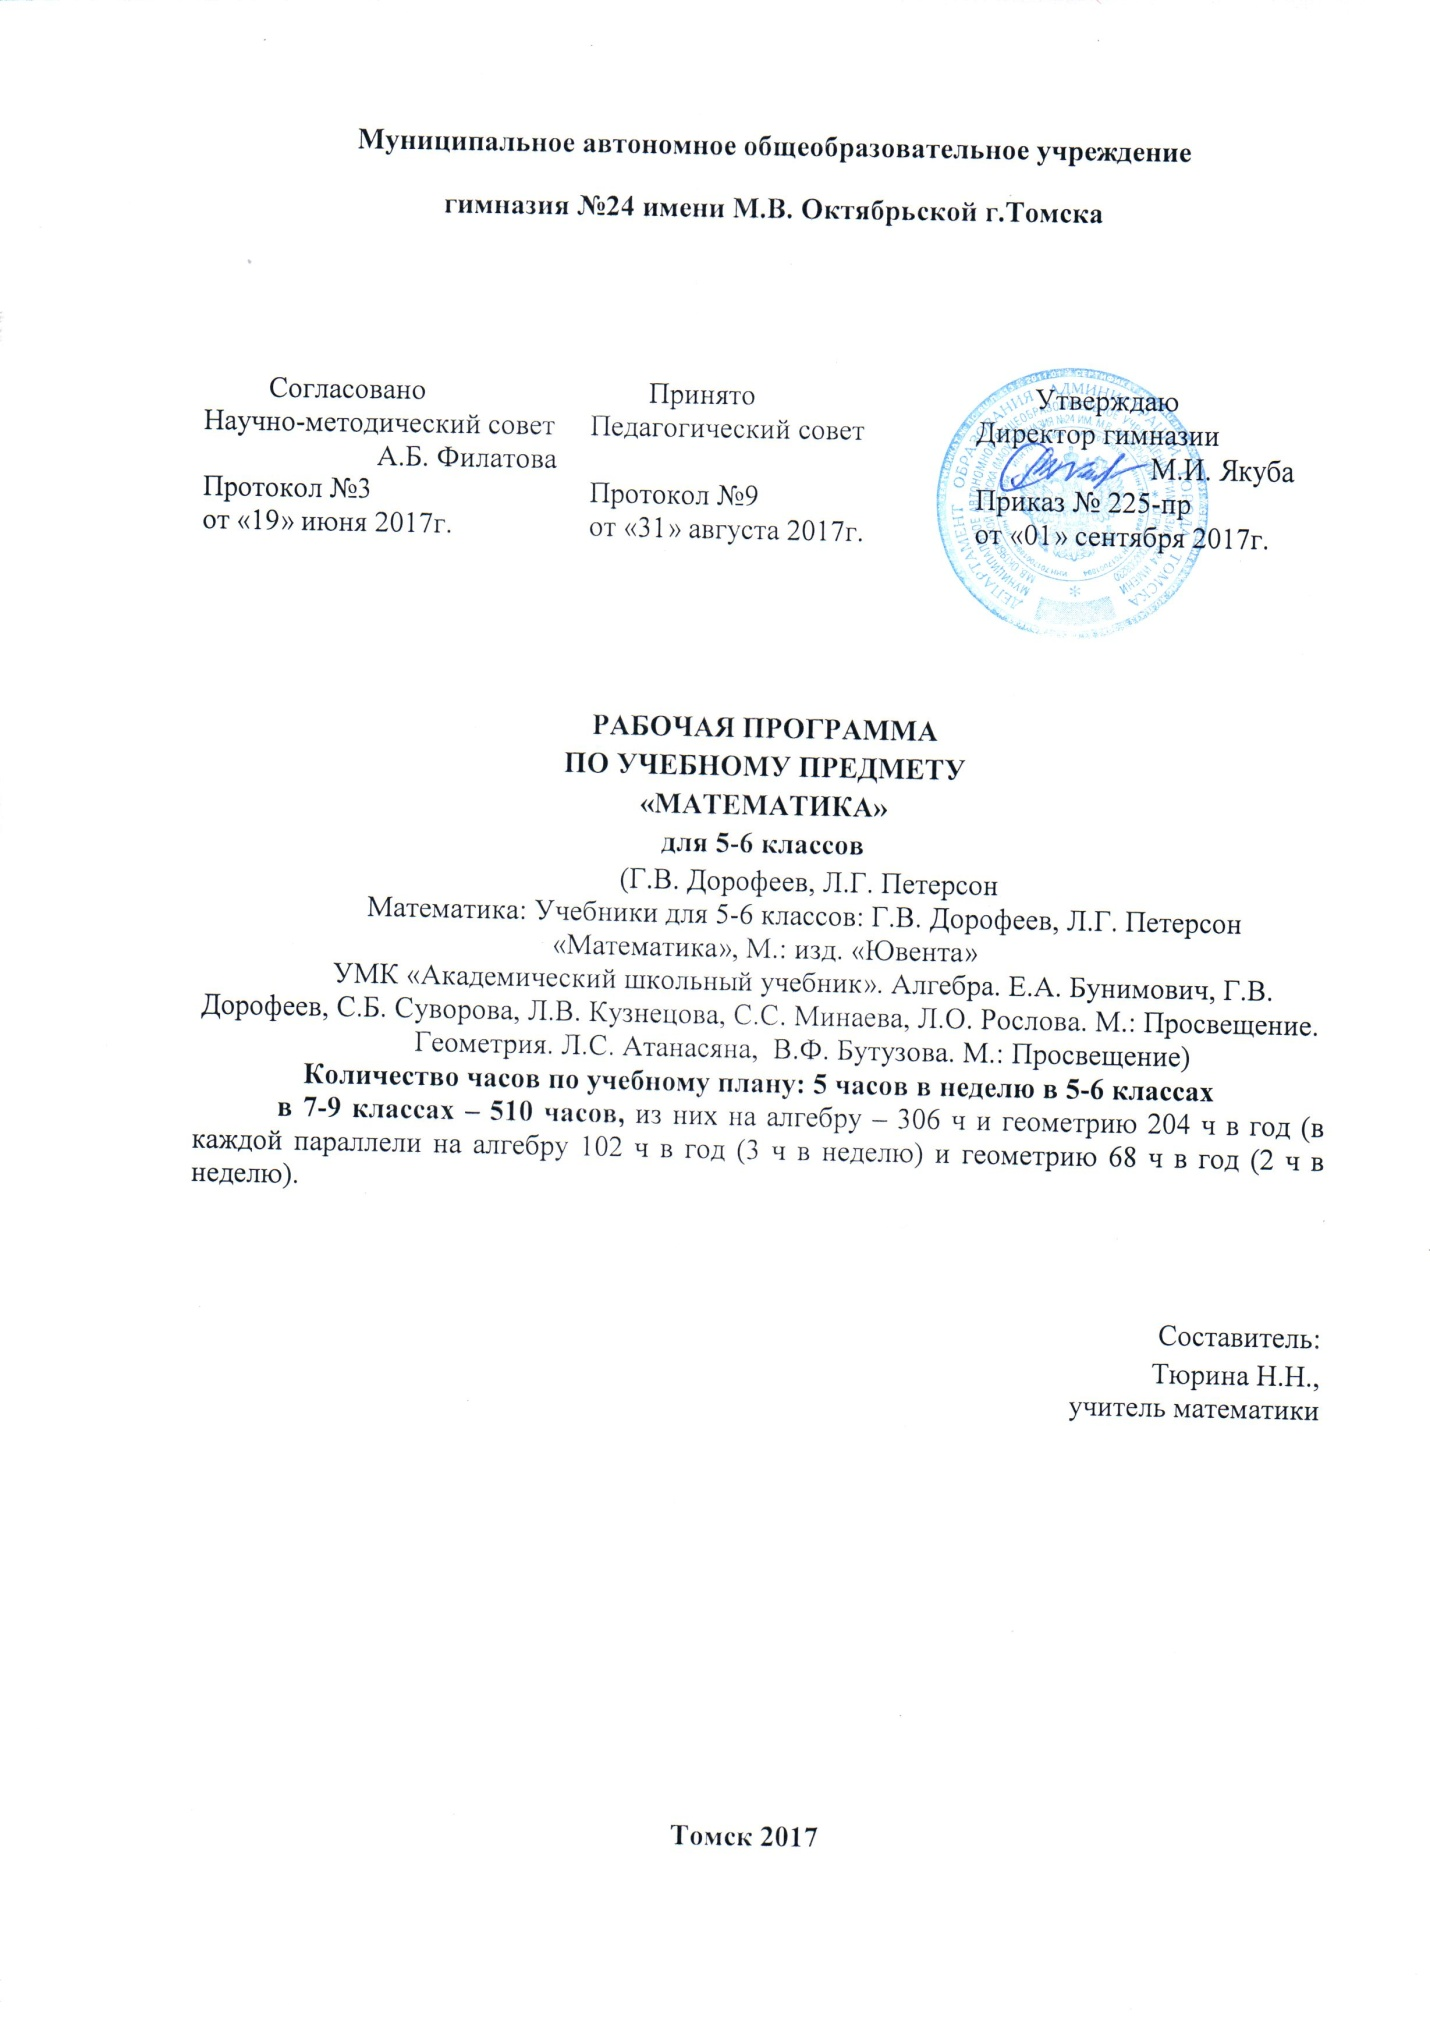 Муниципальное автономное общеобразовательное учреждение
гимназия №24 имени М.В. Октябрьской г.Томска
Согласовано
Научно-методический совет
А.Б. Филатова
Протокол №3
от «19» июня 2017г.
Принято
Педагогический совет
Протокол №9
от «31» августа 2017г.
Утверждаю
Директор гимназии
М.И. Якуба
Приказ № 225-пр
от «01» сентября 2017г.
ДЕПАРТАМЕНТ ОБРАЗОВАНИЯ АДМИНИСТРАЦИИ ГОРОДА ТОМСКА
РАБОЧАЯ ПРОГРАММА
ПО УЧЕБНОМУ ПРЕДМЕТУ
«МАТЕМАТИКА»
для 5-6 классов
(Г.В. Дорофеев, Л.Г. Петерсон
Математика: Учебники для 5-6 классов: Г.В. Дорофеев, Л.Г. Петерсон
«Математика», М.: изд. «Ювента»
УМК «Академический школьный учебник». Алгебра. Е.А. Бунимович, Г.В.
Дорофеев, С.Б. Суворова, Л.В. Кузнецова, С.С. Минаева, Л.О. Рослова. М.: Просвещение.
Геометрия. Л.С. Атанасяна, В.Ф. Бутузова. М.: Просвещение)
Количество часов по учебному плану: 5 часов в неделю в 5-6 классах
в 7-9 классах – 510 часов, из них на алгебру – 306 ч и геометрию 204 ч в год (в
каждой параллели на алгебру 102 ч в год (3 ч в неделю) и геометрию 68 ч в год (2 ч в
неделю).
Составитель:
Тюрина Н.Н.,
учитель математики
Томск 2017